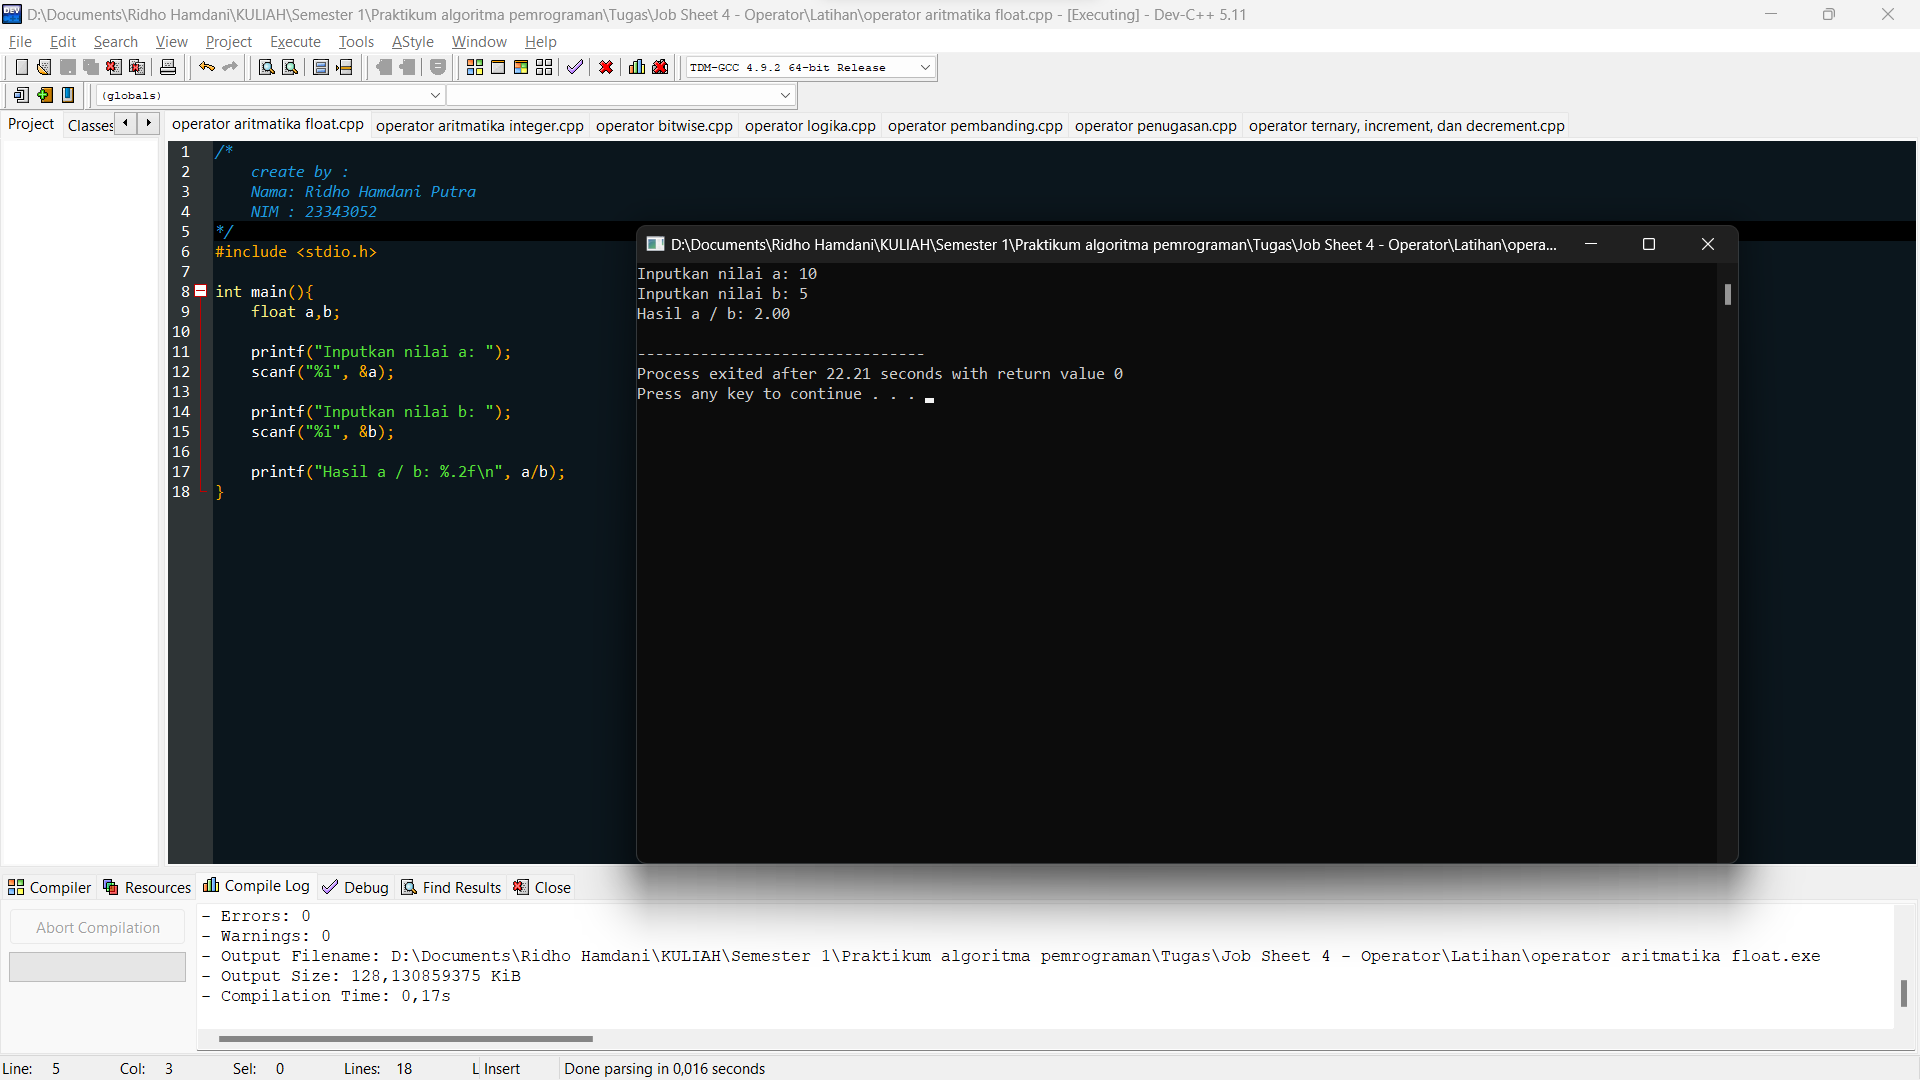 D:\Documents\Ridho Hamdani\KULIAH\Semester 1\Praktikum algoritma pemrograman\Tugas\Job Sheet 4 - Operator\Latihan\operator aritmatika float.cpp - [Executing] - Dev-C++ 5.11
File Edit Search View Project Execute Tools AStyle Window Help
TDM-GCC 4.9.2 64-bit Release
(globals)
Project Classes operator aritmatika float.cpp operator aritmatika integer.cpp operator bitwise.cpp operator logika.cpp operator pembanding.cpp operator penugasan.cpp operator ternary, increment, dan decrement.cpp
1 /*
2 create by :
3 Nama: Ridho Hamdani Putra
4 NIM : 23343052
5 */
6 #include <stdio.h>
7
8 int main(){
9 float a,b;
10
11 printf("Inputkan nilai a: ");
12 scanf("%i", &a);
13
14 printf("Inputkan nilai b: ");
15 scanf("%i", &b);
16
17 printf("Hasil a / b: %.2f\n", a/b);
18 }
D:\Documents\Ridho Hamdani\KULIAH\Semester 1\Praktikum algoritma pemrograman\Tugas\Job Sheet 4 - Operator\Latihan\opera...
Inputkan nilai a: 10
Inputkan nilai b: 5
Hasil a / b: 2.00
--------------------------------
Process exited after 22.21 seconds with return value 0
Press any key to continue . . .
Compiler Resources Compile Log Debug Find Results Close
Abort Compilation
- Errors: 0
- Warnings: 0
- Output Filename: D:\Documents\Ridho Hamdani\KULIAH\Semester 1\Praktikum algoritma pemrograman\Tugas\Job Sheet 4 - Operator\Latihan\operator aritmatika float.exe
- Output Size: 128,130859375 KiB
- Compilation Time: 0,17s
Line: 5 Col: 3 Sel: 0 Lines: 18 L Insert Done parsing in 0,016 seconds